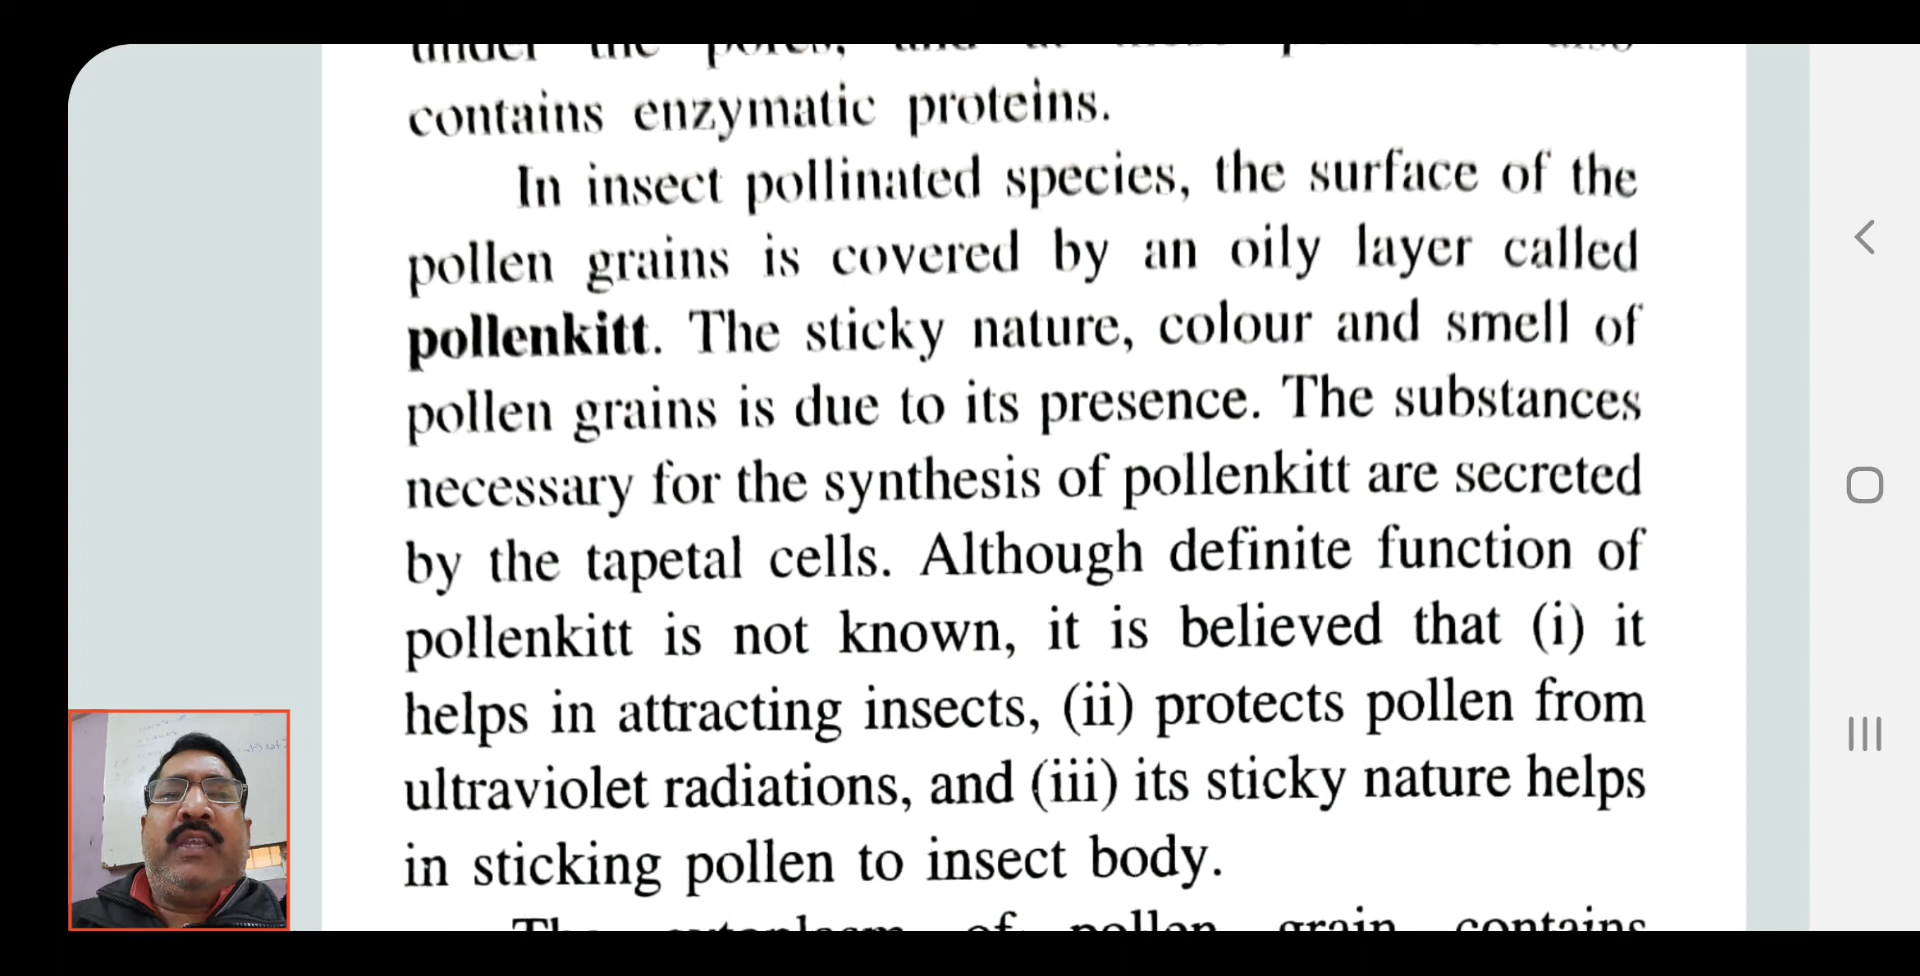 contains enzymatic proteins.
In insect pollinated species, the surface of the
pollen grains is covered by an oily layer called
pollenkitt. The sticky nature, colour and smell of
pollen grains is due to its presence. The substances
necessary for the synthesis of pollenkitt are secreted
by the tapetal cells. Although definite function of
pollenkitt is not known, it is believed that (i) it
helps in attracting insects, (ii) protects pollen from
ultraviolet radiations, and (iii) its sticky nature helps
in sticking pollen to insect body.
of pollen grain contains